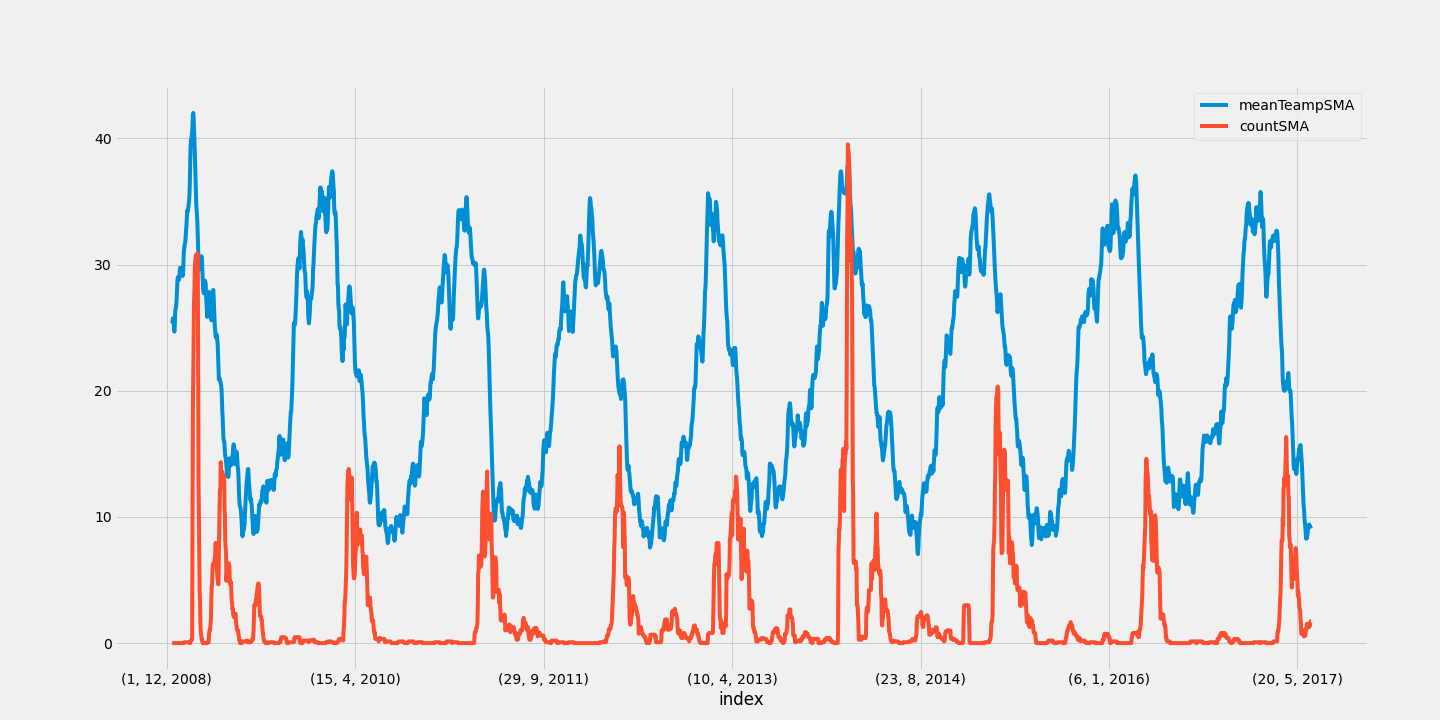 meanTeampSMA
countSMA
40
30
20
10
0
(1, 12, 2008)
(15, 4, 2010)
(29, 9, 2011)
(10, 4, 2013)
(23, 8, 2014)
(6, 1, 2016)
(20, 5, 2017)
index